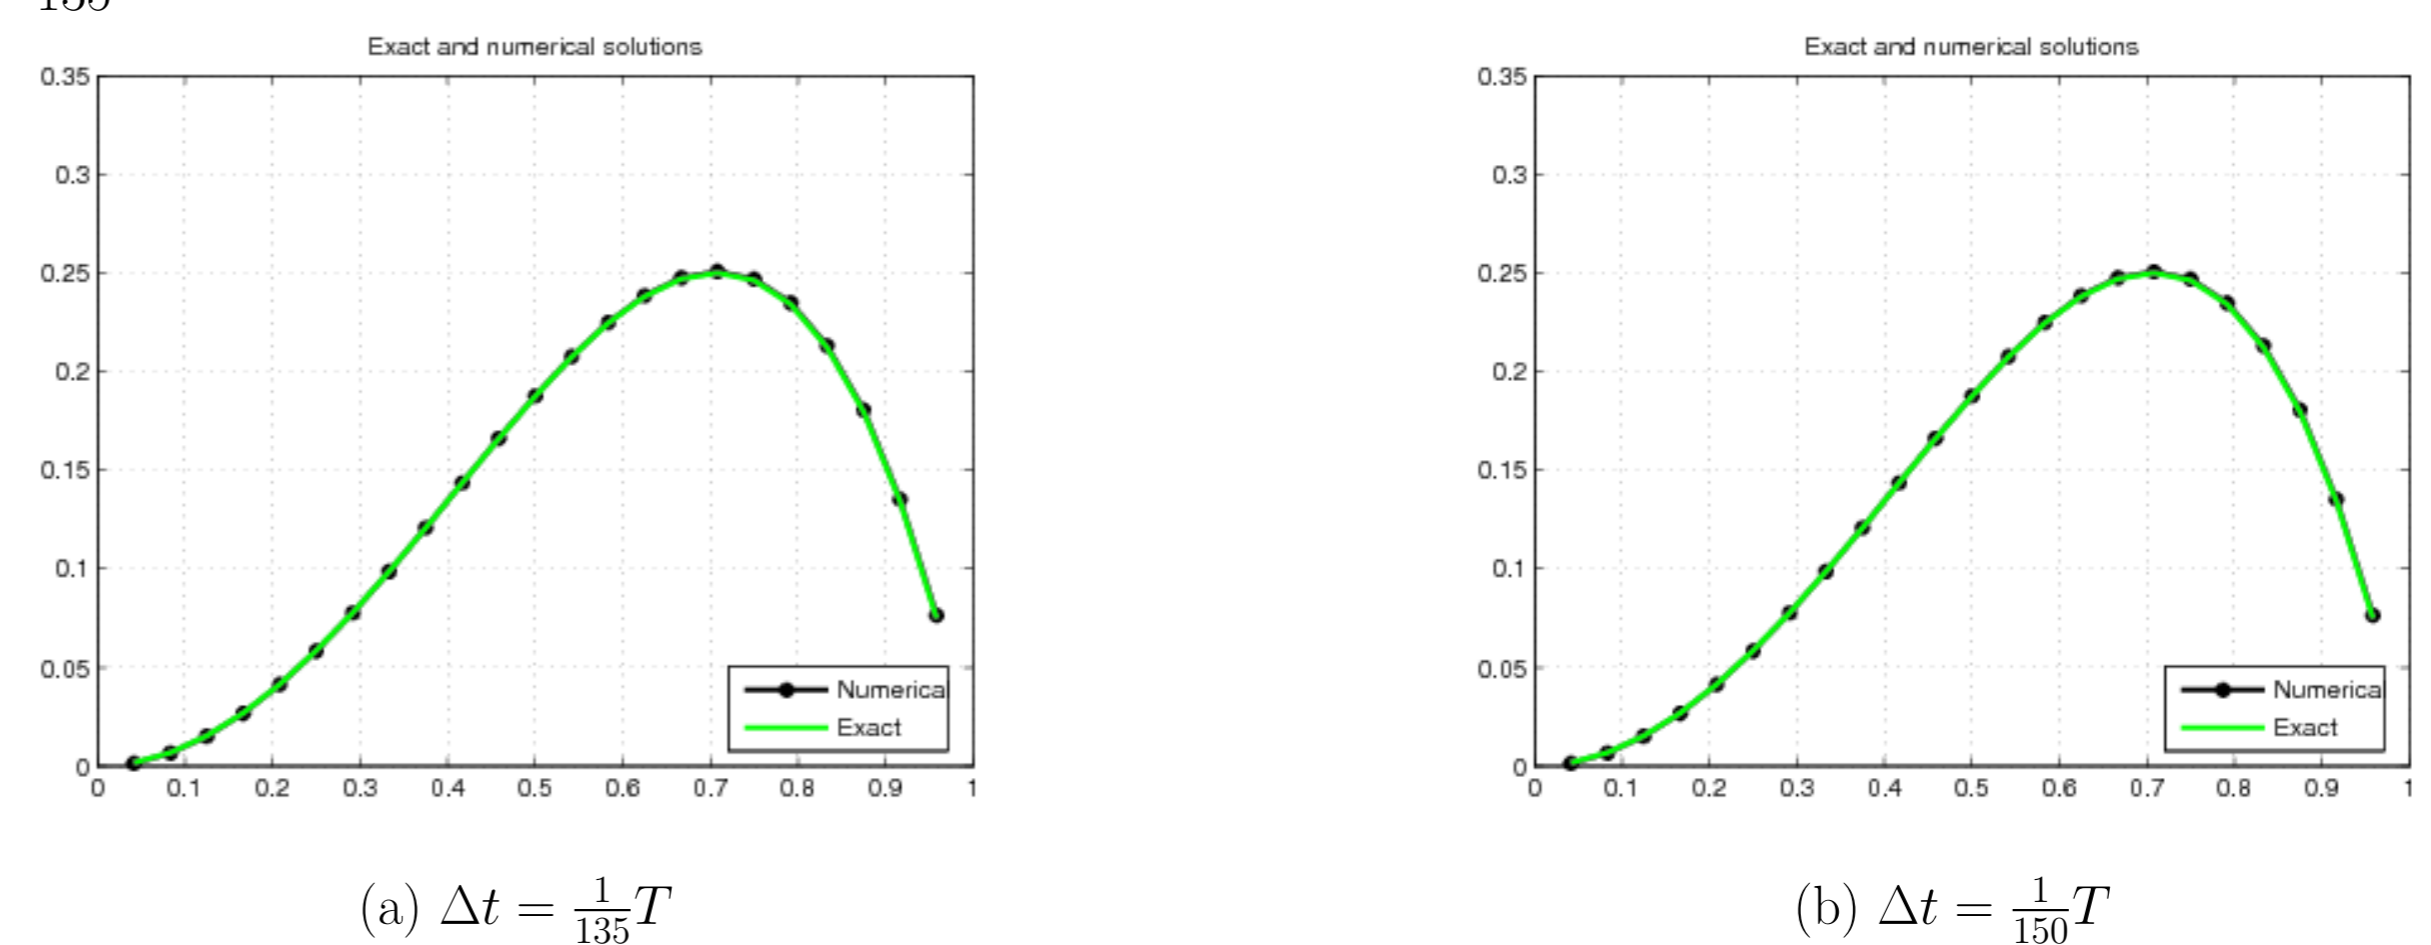 Exact and numerical solutions
0.35
0.3
0.25
0.2
0.15
0.1
0.05
0
0 0.1 0.2 0.3 0.4 0.5 0.6 0.7 0.8 0.9 1
Numerical
Exact
(a) Δt = 1/135 T
Exact and numerical solutions
0.35
0.3
0.25
0.2
0.15
0.1
0.05
0
0 0.1 0.2 0.3 0.4 0.5 0.6 0.7 0.8 0.9 1
Numerical
Exact
(b) Δt = 1/150 T